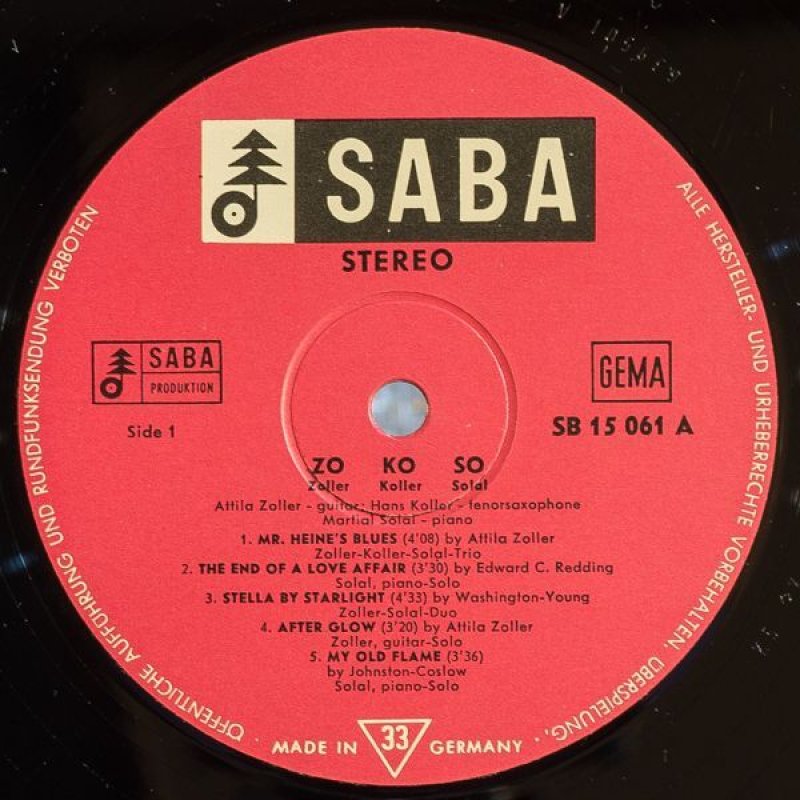 SABA
STEREO
SABA
PRODUKTION
GEMA
Side 1
SB 15 061 A
ZO KO SO
Zoller Koller Solal
Attila Zoller - guitar; Hans Koller - tenorsaxophone
Martial Solal - piano
1. MR. HEINE'S BLUES (4'08) by Attila Zoller
Zoller-Koller-Solal-Trio
2. THE END OF A LOVE AFFAIR (3'30) by Edward C. Redding
Solal, piano-Solo
3. STELLA BY STARLIGHT (4'33) by Washington-Young
Zoller-Solal-Duo
4. AFTER GLOW (3'20) by Attila Zoller
Zoller, guitar-Solo
5. MY OLD FLAME (3'36)
by Johnston-Coslow
Solal, piano-Solo
MADE IN 33 GERMANY
ALLE HERSTELLER- UND URHEBERRECHTE VORBEHALTEN, ÜBERSPIELUNG,
ÖFFENTLICHE AUFFÜHRUNG UND RUNDFUNKSENDUNG VERBOTEN